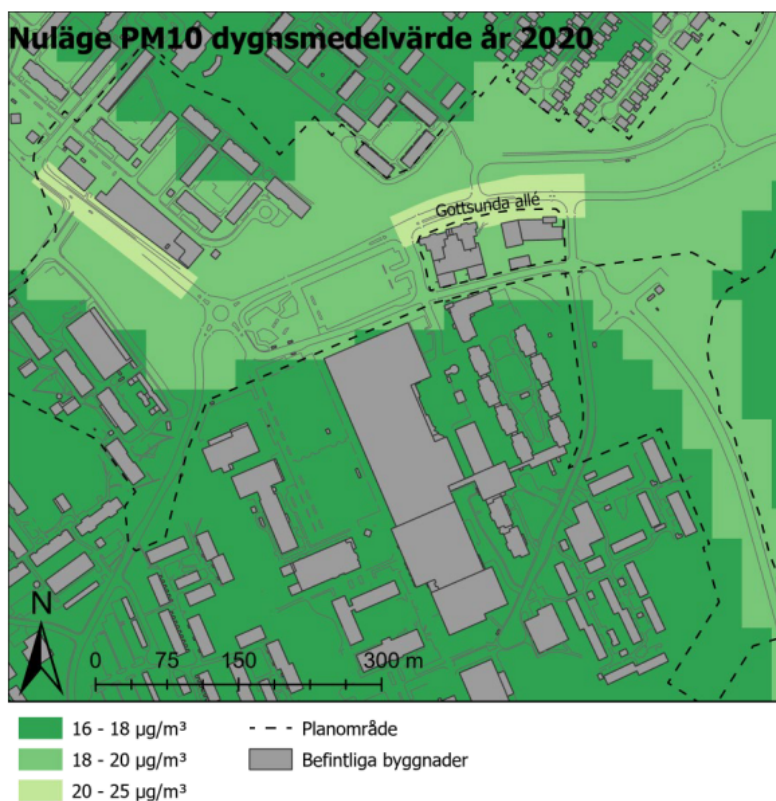 Nuläge PM10 dygnsmedelvärde år 2020
Gottsunda allé
N
0 75 150 300 m
16 - 18 µg/m³
18 - 20 µg/m³
20 - 25 µg/m³
Planområde
Befintliga byggnader